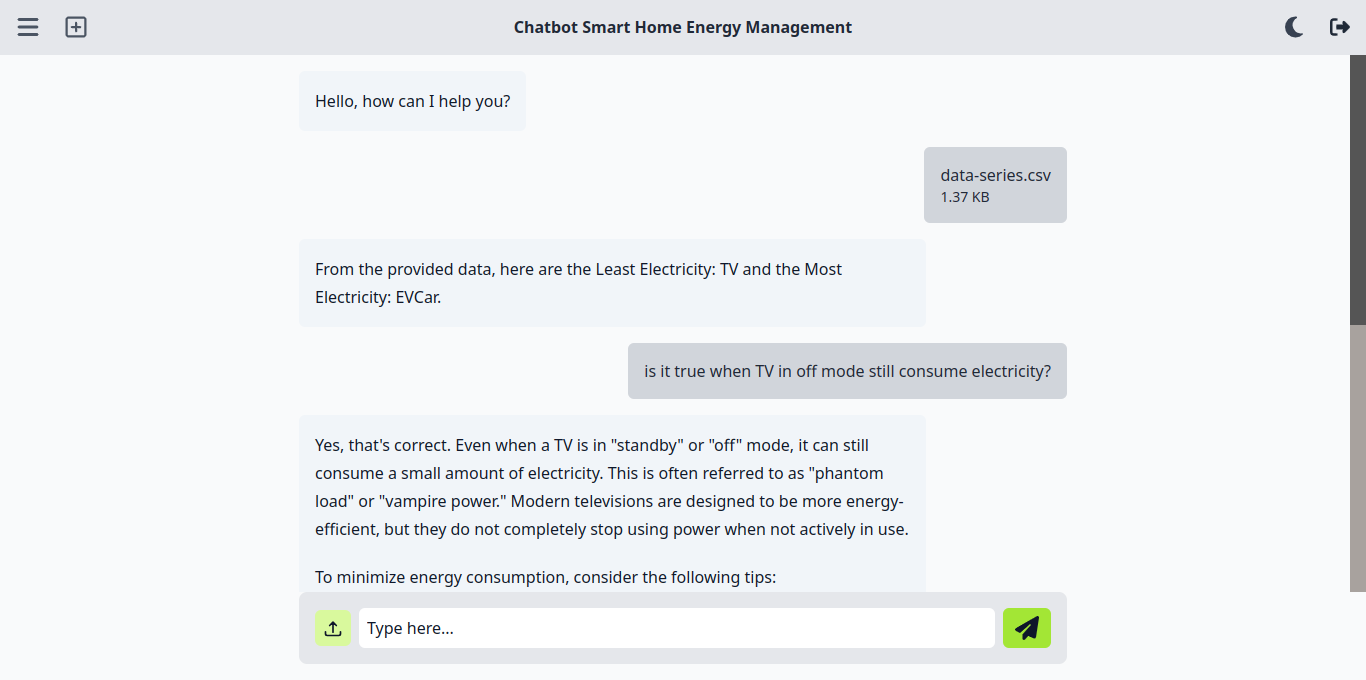 Chatbot Smart Home Energy Management
Hello, how can I help you?
data-series.csv
1.37 KB
From the provided data, here are the Least Electricity: TV and the Most
Electricity: EVCar.
is it true when TV in off mode still consume electricity?
Yes, that's correct. Even when a TV is in "standby" or "off" mode, it can still
consume a small amount of electricity. This is often referred to as "phantom
load" or "vampire power." Modern televisions are designed to be more energy-
efficient, but they do not completely stop using power when not actively in use.
To minimize energy consumption, consider the following tips:
Type here...